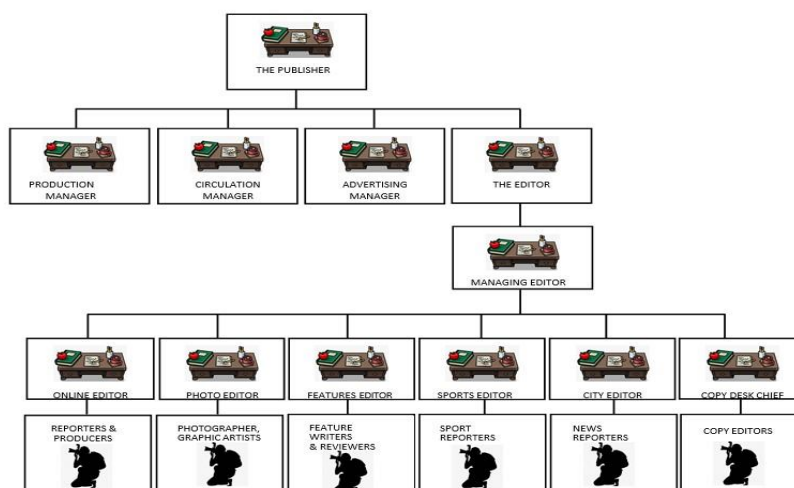 THE PUBLISHER
PRODUCTION
MANAGER
CIRCULATION
MANAGER
ADVERTISING
MANAGER
THE EDITOR
MANAGING EDITOR
ONLINE EDITOR
PHOTO EDITOR
FEATURES EDITOR
SPORTS EDITOR
CITY EDITOR
COPY DESK CHIEF
REPORTERS &
PRODUCERS
PHOTOGRAPHER,
GRAPHIC ARTISTS
FEATURE
WRITERS
& REVIEWERS
SPORT
REPORTERS
NEWS
REPORTERS
COPY EDITORS